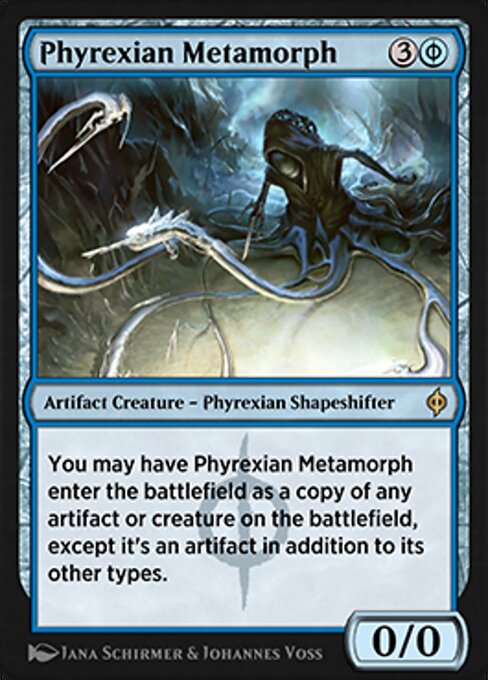 Phyrexian Metamorph 3
Artifact Creature – Phyrexian Shapeshifter
You may have Phyrexian Metamorph
enter the battlefield as a copy of any
artifact or creature on the battlefield,
except it's an artifact in addition to its
other types.
0/0
Jana Schirmer & Johannes Voss